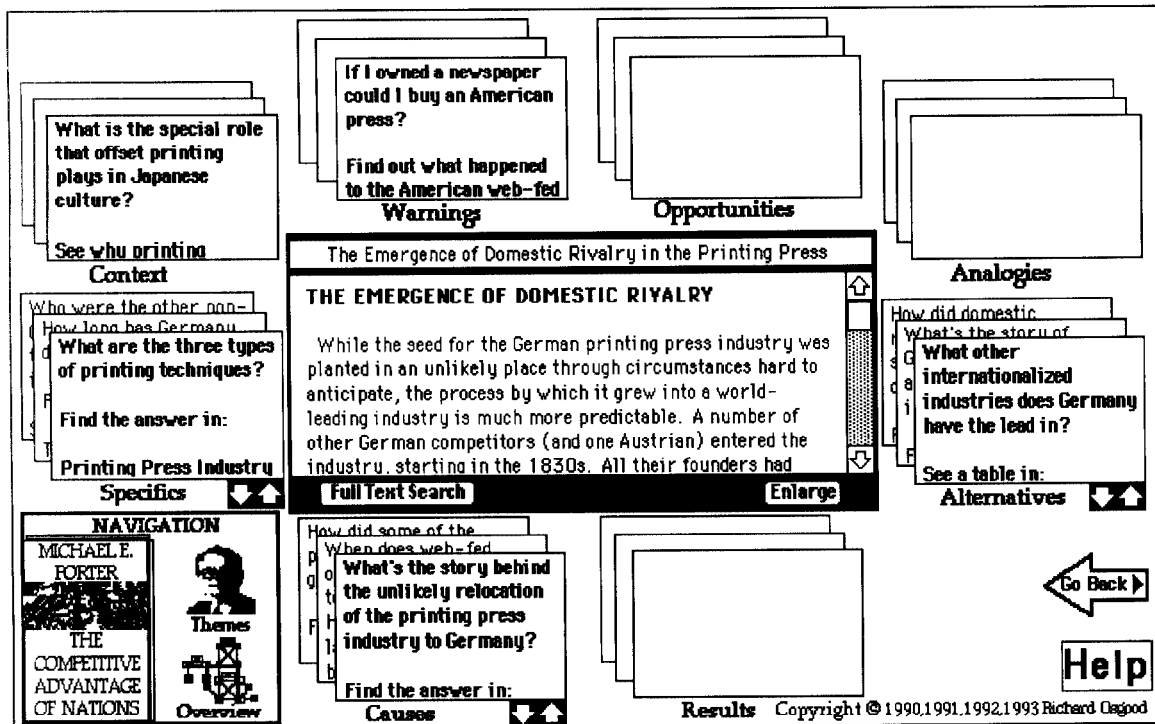 If I owned a newspaper
could I buy an American
press?
Find out what happened
to the American web-fed
Warnings
Opportunities
What is the special role
that offset printing
plays in Japanese
culture?
See why printing
Context
Analogies
The Emergence of Domestic Rivalry in the Printing Press
THE EMERGENCE OF DOMESTIC RIVALRY
While the seed for the German printing press industry was
planted in an unlikely place through circumstances hard to
anticipate, the process by which it grew into a world-
leading industry is much more predictable. A number of
other German competitors (and one Austrian) entered the
industry, starting in the 1830s. All their founders had
Full Text Search
Enlarge
Who were the other non-
How long has Germany
What are the three types
of printing techniques?
Find the answer in:
Printing Press Industry
Specifics
How did domestic
What's the story of
What other
internationalized
industries does Germany
have the lead in?
See a table in:
Alternatives
NAVIGATION
MICHAEL E.
PORTER
THE
COMPETITIVE
ADVANTAGE
OF NATIONS
Themes
Overview
How did some of the
When does web-fed
What's the story behind
the unlikely relocation
of the printing press
industry to Germany?
Find the answer in:
Causes
Results
Go Back
Help
Copyright © 1990,1991,1992,1993 Richard Osgood